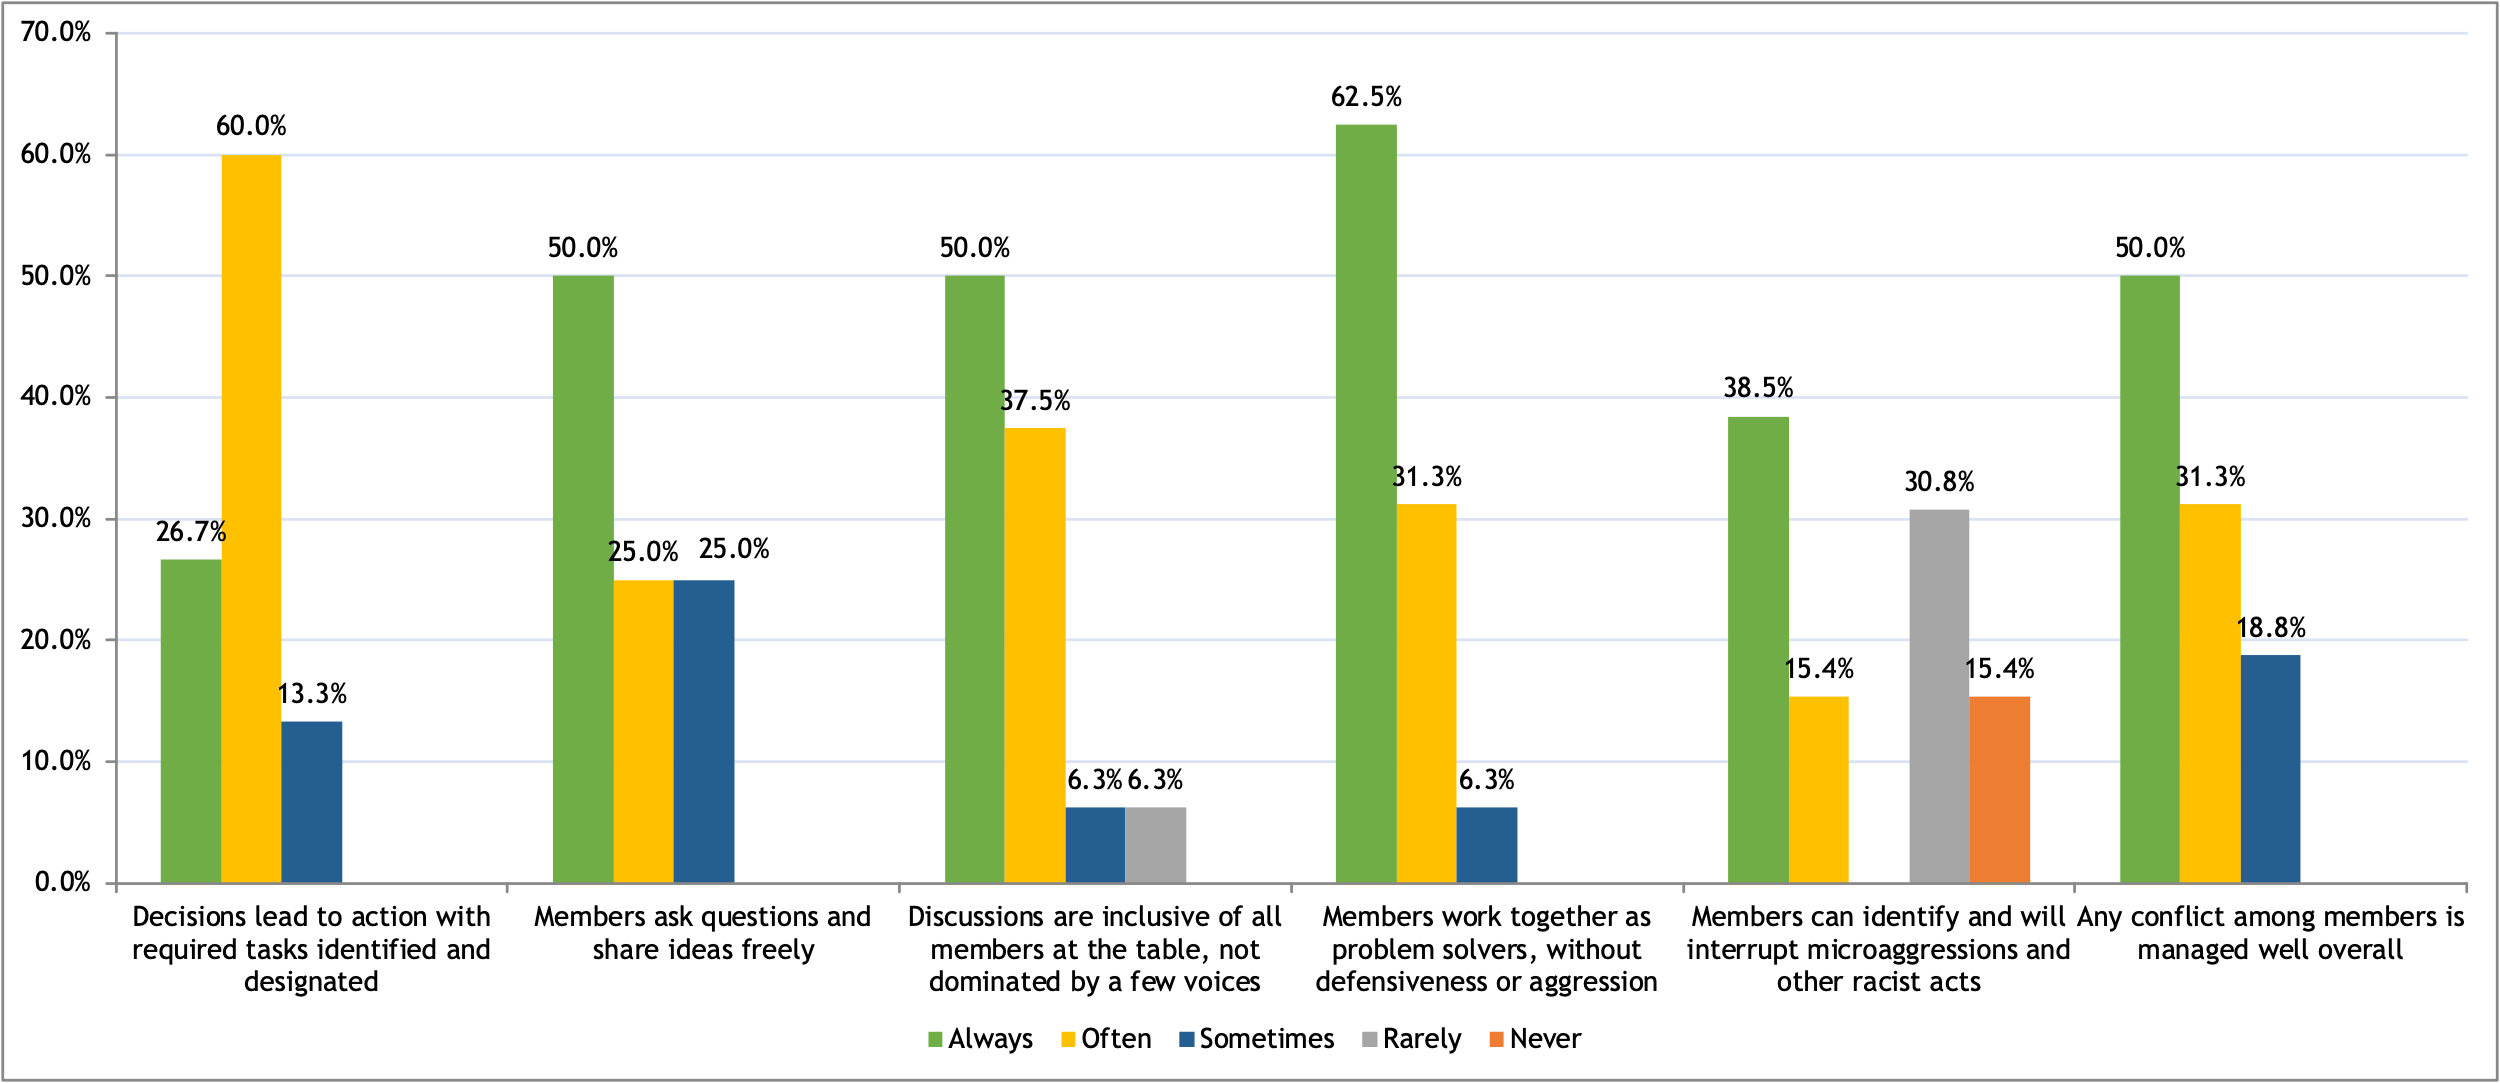 70.0%
60.0%
50.0%
40.0%
30.0%
20.0%
10.0%
0.0%
26.7%
60.0%
13.3%
50.0%
25.0%
25.0%
50.0%
37.5%
6.3%
6.3%
62.5%
31.3%
6.3%
38.5%
15.4%
30.8%
15.4%
50.0%
31.3%
18.8%
Decisions lead to action with
required tasks identified and
designated
Members ask questions and
share ideas freely
Discussions are inclusive of all
members at the table, not
dominated by a few voices
Members work together as
problem solvers, without
defensiveness or aggression
Members can identify and will
interrupt microaggressions and
other racist acts
Any conflict among members is
managed well overall
Always Often Sometimes Rarely Never